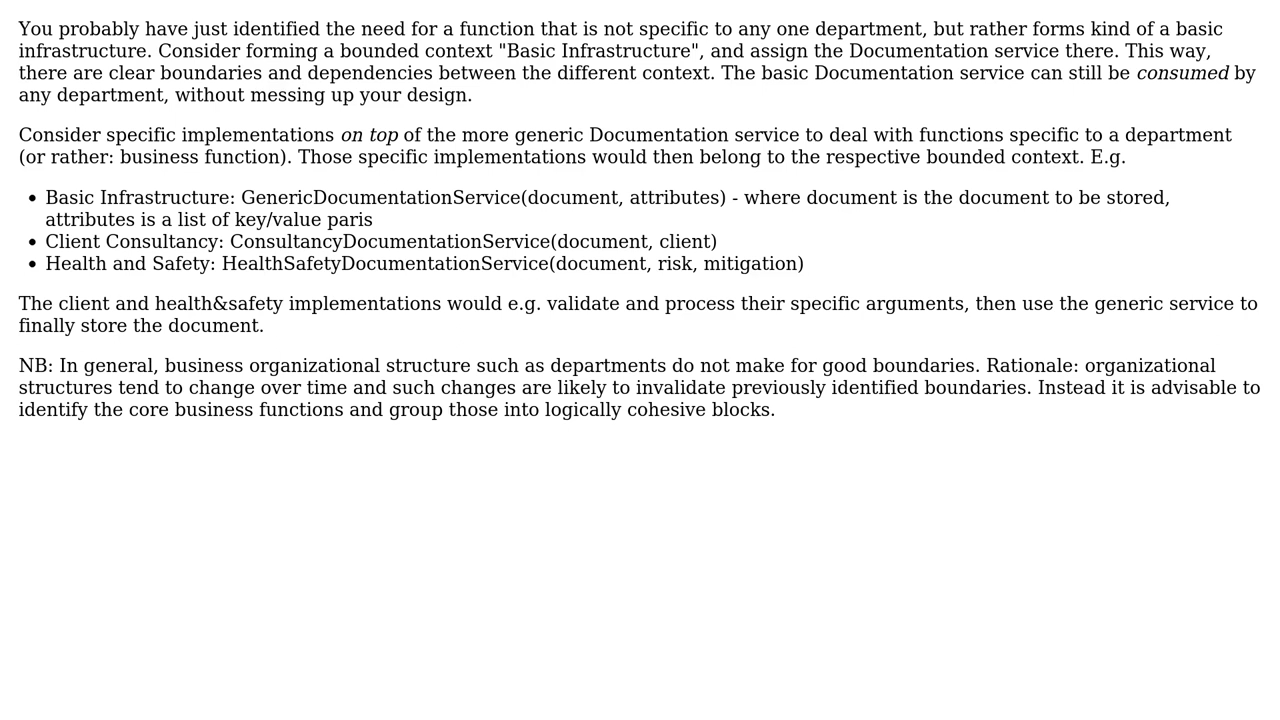 You probably have just identified the need for a function that is not specific to any one department, but rather forms kind of a basic
infrastructure. Consider forming a bounded context "Basic Infrastructure", and assign the Documentation service there. This way,
there are clear boundaries and dependencies between the different context. The basic Documentation service can still be consumed by
any department, without messing up your design.
Consider specific implementations on top of the more generic Documentation service to deal with functions specific to a department
(or rather: business function). Those specific implementations would then belong to the respective bounded context. E.g.
• Basic Infrastructure: GenericDocumentationService(document, attributes) - where document is the document to be stored,
attributes is a list of key/value paris
• Client Consultancy: ConsultancyDocumentationService(document, client)
• Health and Safety: HealthSafetyDocumentationService(document, risk, mitigation)
The client and health&safety implementations would e.g. validate and process their specific arguments, then use the generic service to
finally store the document.
NB: In general, business organizational structure such as departments do not make for good boundaries. Rationale: organizational
structures tend to change over time and such changes are likely to invalidate previously identified boundaries. Instead it is advisable to
identify the core business functions and group those into logically cohesive blocks.